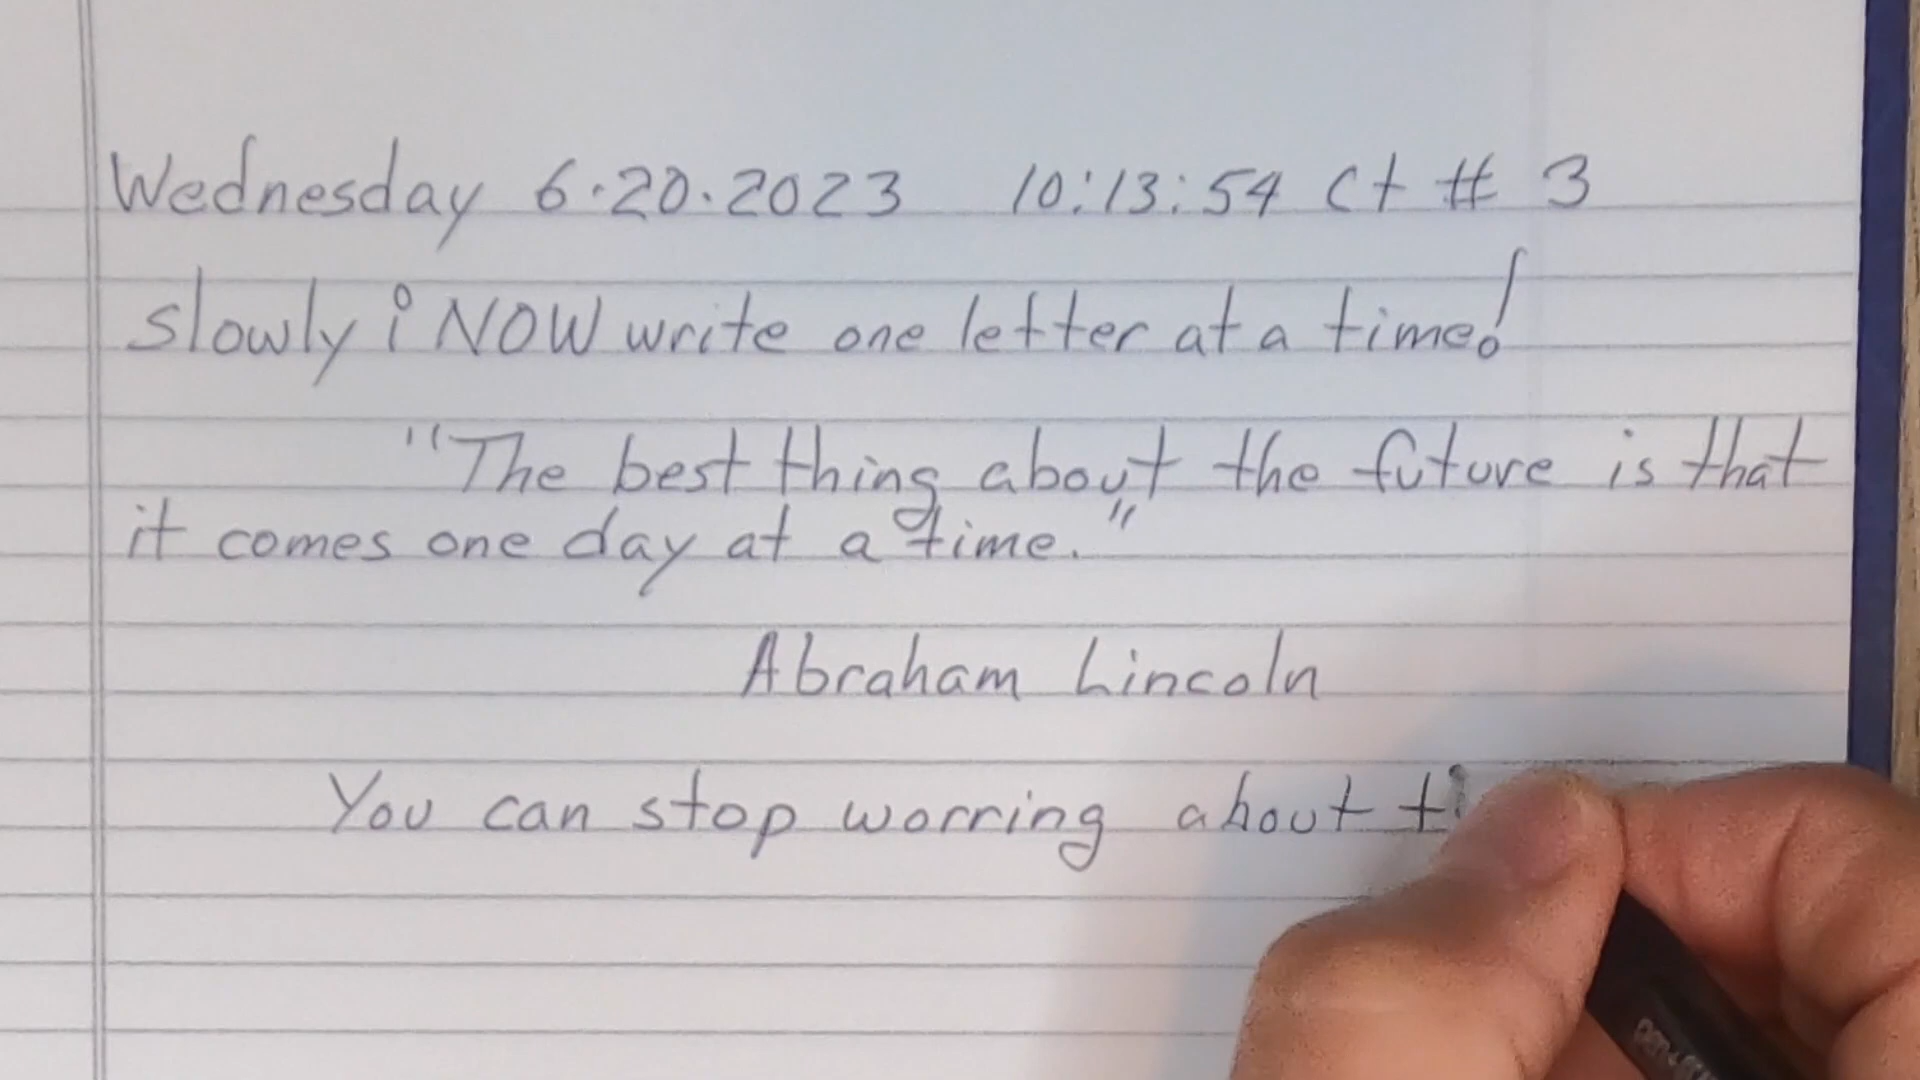 Wednesday 6.20.2023 10:13:54 Ct # 3
slowly i NOW write one letter at a time!
"The best thing about the future is that
it comes one day at a time."
Abraham Lincoln
You can stop worring about